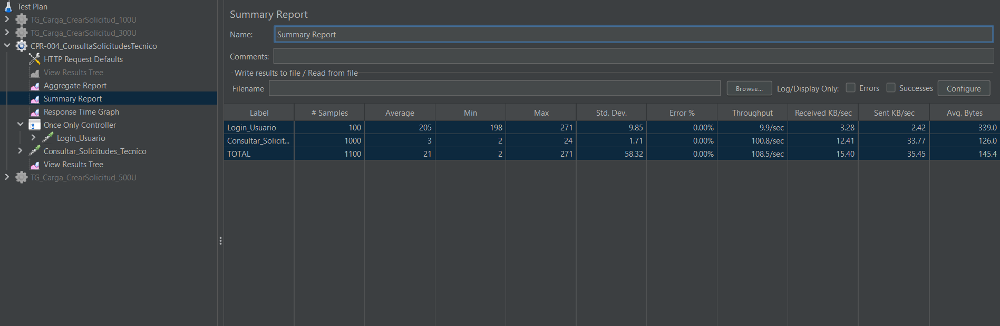 Test Plan
TG_Carga_CrearSolicitud_100U
TG_Carga_CrearSolicitud_300U
CPR-004_ConsultaSolicitudesTecnico
HTTP Request Defaults
View Results Tree
Aggregate Report
Summary Report
Response Time Graph
Once Only Controller
Login_Usuario
Consultar_Solicitudes_Tecnico
View Results Tree
TG_Carga_CrearSolicitud_500U
Summary Report
Name: Summary Report
Comments:
Write results to file / Read from file
Filename Browse... Log/Display Only: Errors Successes Configure
Label # Samples Average Min Max Std. Dev. Error % Throughput Received KB/sec Sent KB/sec Avg. Bytes
Login_Usuario 100 205 198 271 9.85 0.00% 9.9/sec 3.28 2.42 339.0
Consultar_Solicit... 1000 3 2 24 1.71 0.00% 100.8/sec 12.41 33.77 126.0
TOTAL 1100 21 2 271 58.32 0.00% 108.5/sec 15.40 35.45 145.4